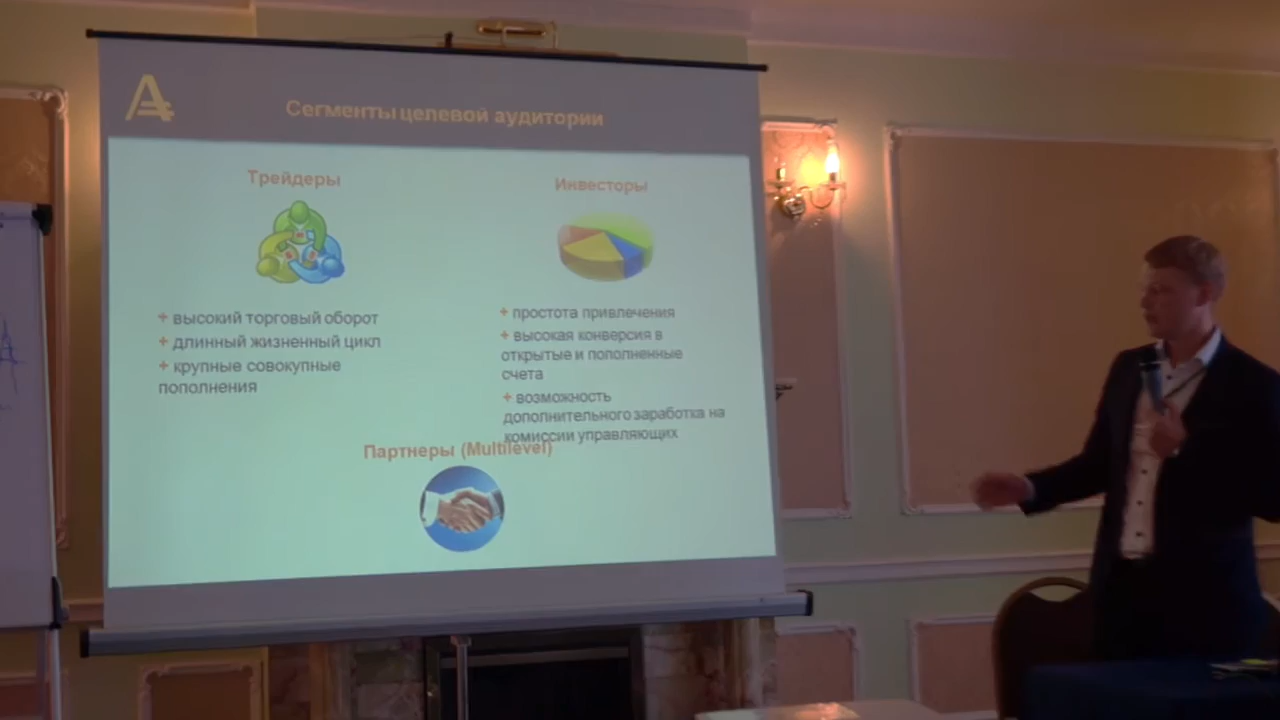 Сегменты целевой аудитории
Трейдеры
+ высокий торговый оборот
+ длинный жизненный цикл
+ крупные совокупные
пополнения
Инвесторы
+ простота привлечения
+ высокая конверсия в
открытые и пополненные
счета
+ возможность
дополнительного заработка на
комиссии управляющих
Партнеры (Multilevel)